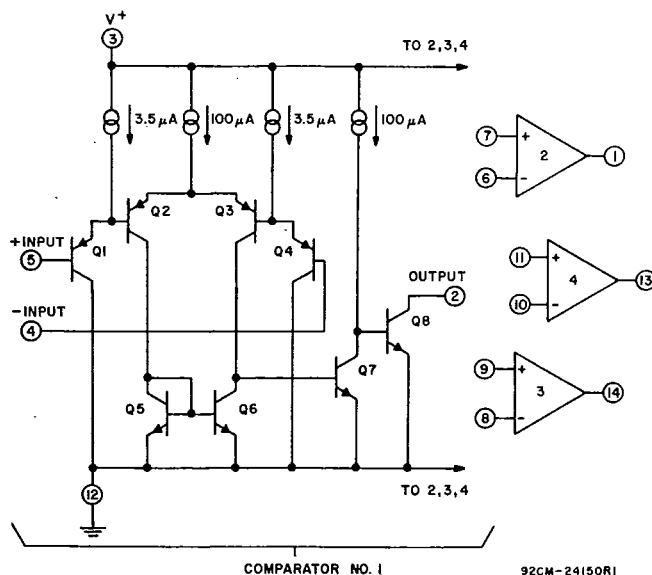 V+
3
TO 2,3,4
3.5µA
100µA
3.5µA
100µA
7
+
2
1
6
-
Q2
Q3
Q1
Q4
+INPUT
5
11
+
4
13
10
-
OUTPUT
2
-INPUT
4
Q8
Q7
9
+
3
14
8
-
Q5
Q6
12
TO 2,3,4
COMPARATOR NO. 1
92CM-24150R1